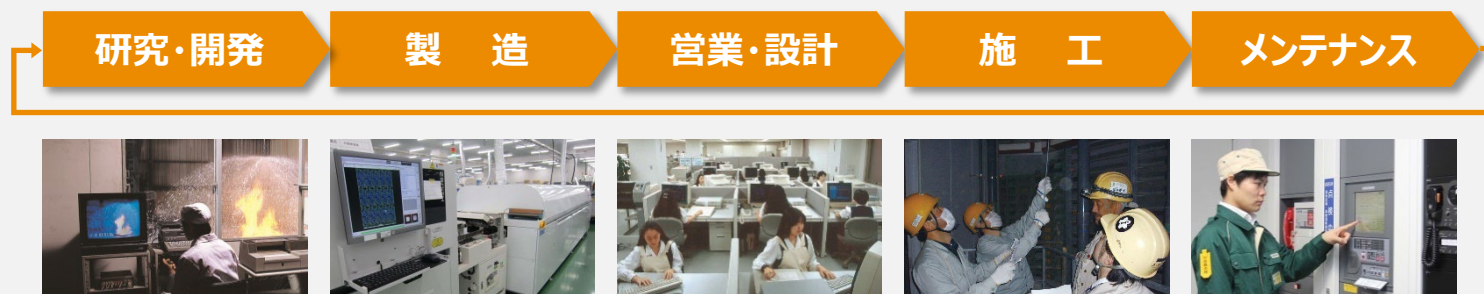 研究・開発
製　造
営業・設計
施　工
メンテナンス